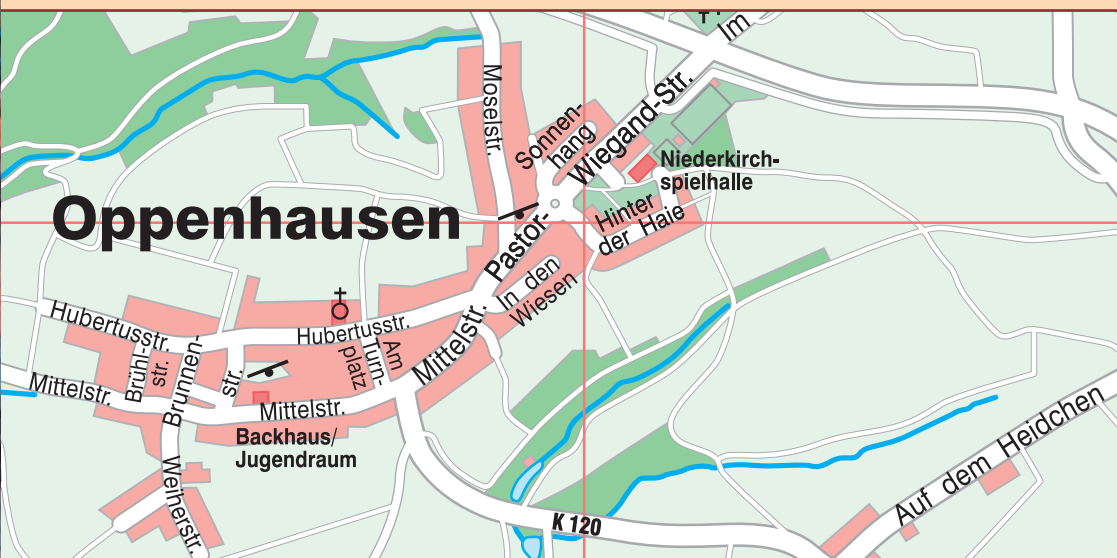 Im
Moselstr.
Sonnen-
hang
Pastor-
Wiegand-Str.
Niederkirch-
spielhalle
Oppenhausen
Hinter
der Haie
In den
Wiesen
Hubertusstr.
Hubertusstr.
Am
Turn-
platz
Mittelstr.
Brühl-
str.
Brunnen-
str.
Mittelstr.
Mittelstr.
Backhaus/
Jugendraum
Weiherstr.
K 120
Auf dem Heidchen